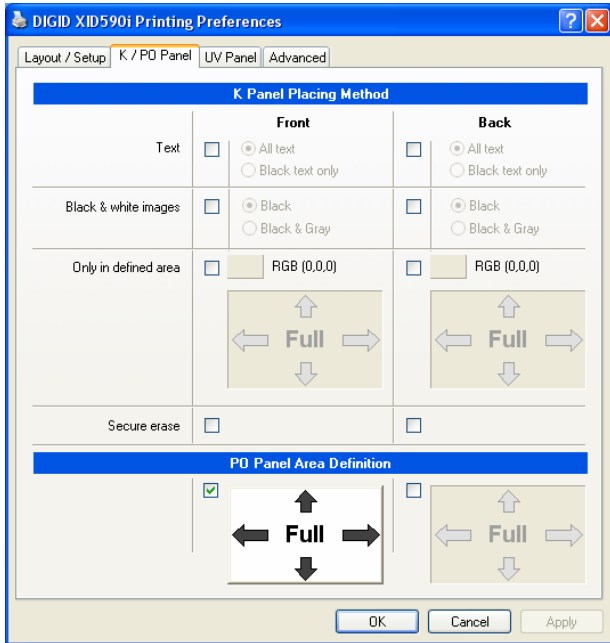 DIGID XID590i Printing Preferences
Layout / Setup K / PO Panel UV Panel Advanced
K Panel Placing Method
Front Back
Text All text All text
Black text only Black text only
Black & white images Black Black
Black & Gray Black & Gray
Only in defined area RGB (0,0,0) RGB (0,0,0)
Full Full
Secure erase
PO Panel Area Definition
Full Full
OK Cancel Apply